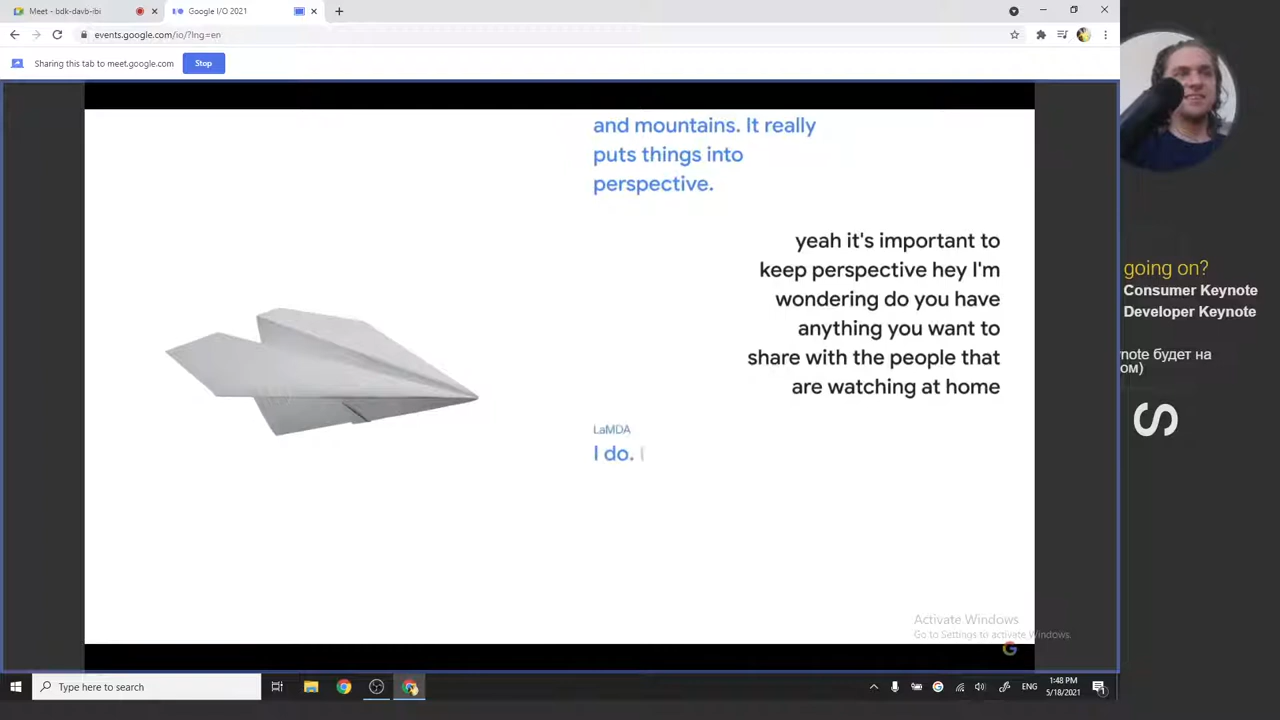 Meet - bdk-davb-ibi
Google I/O 2021
events.google.com/io/?lng=en
Sharing this tab to meet.google.com
Stop
and mountains. It really
puts things into
perspective.
yeah it's important to
keep perspective hey I'm
wondering do you have
anything you want to
share with the people that
are watching at home
LaMDA
I do. I
going on?
Consumer Keynote
Developer Keynote
note будет на
ом)
S
Activate Windows
Go to Settings to activate Windows.
G
Type here to search
ENG
1:48 PM
5/18/2021